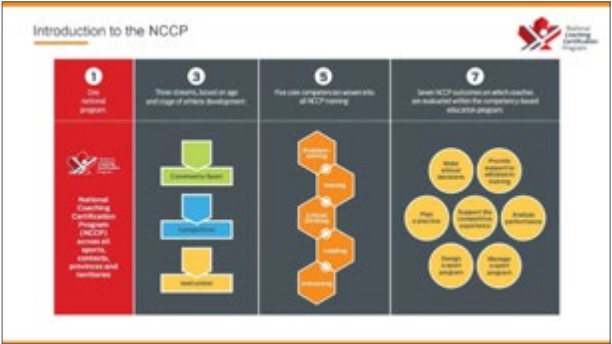 Introduction to the NCCP
National
Coaching
Certification
Program
1
One
national
program
National
Coaching
Certification
Program
(NCCP)
across all
sports,
contexts,
provinces and
territories
3
Three streams, based on age
and stage of athlete development
Community Sport
Competition
Instruction
5
Five core competencies woven into
all NCCP training
Problem-
solving
Valuing
Critical
thinking
Leading
Interacting
7
Seven NCCP outcomes on which coaches
are evaluated within the competency-based
education program
Make
ethical
decisions
Provide
support to
athletes in
training
Plan
a practice
Support the
competitive
experience
Analyze
performance
Design
a sport
program
Manage
a sport
program